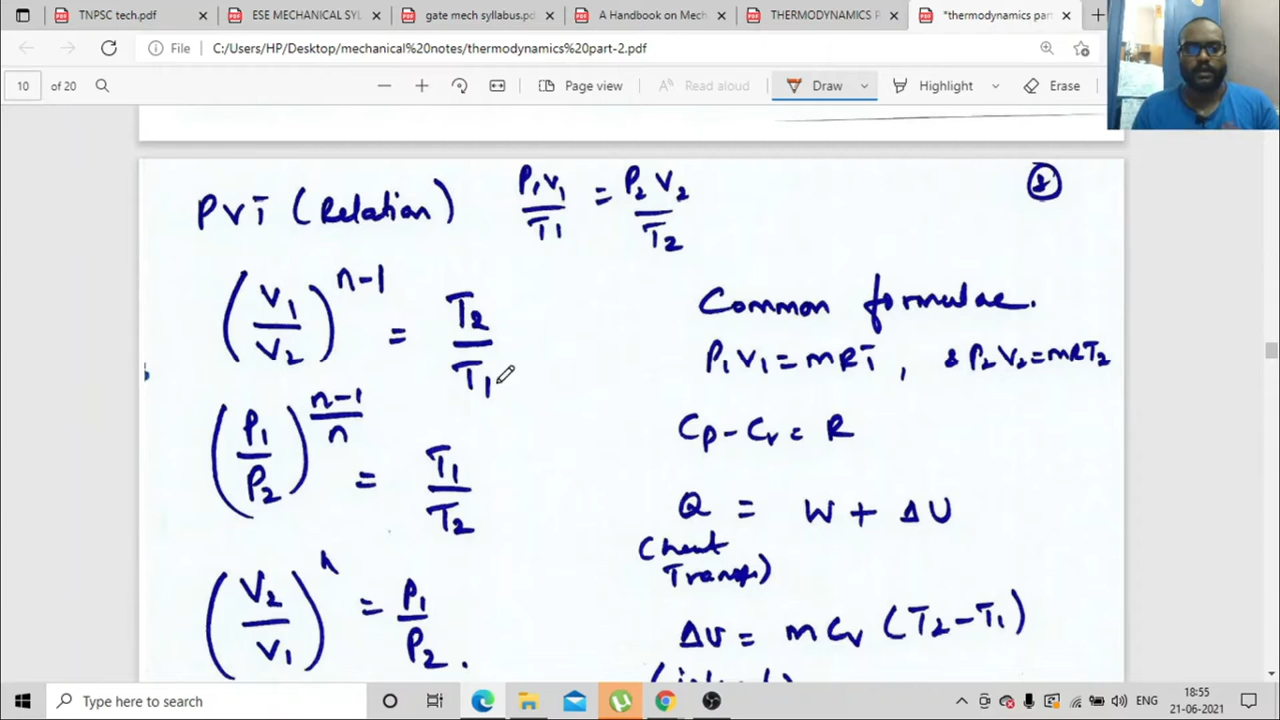 TNPSC tech.pdf
ESE MECHANICAL SYL
gate mech syllabus.pd
A Handbook on Mech
THERMODYNAMICS P
*thermodynamics par
File C:/Users/HP/Desktop/mechanical%20notes/thermodynamics%20part-2.pdf
10 of 20
Page view
Read aloud
Draw
Highlight
Erase
PVT (Relation) P1V1/T1 = P2V2/T2
(V1/V2)^(n-1) = T2/T1
(P1/P2)^((n-1)/n) = T1/T2
(V2/V1)^n = P1/P2.
Common formulae.
P1V1 = mRT, & P2V2 = mRT2
Cp - Cv = R
Q = W + ΔU
ΔU = mCv (T2-T1)
Type here to search
ENG
18:55
21-06-2021